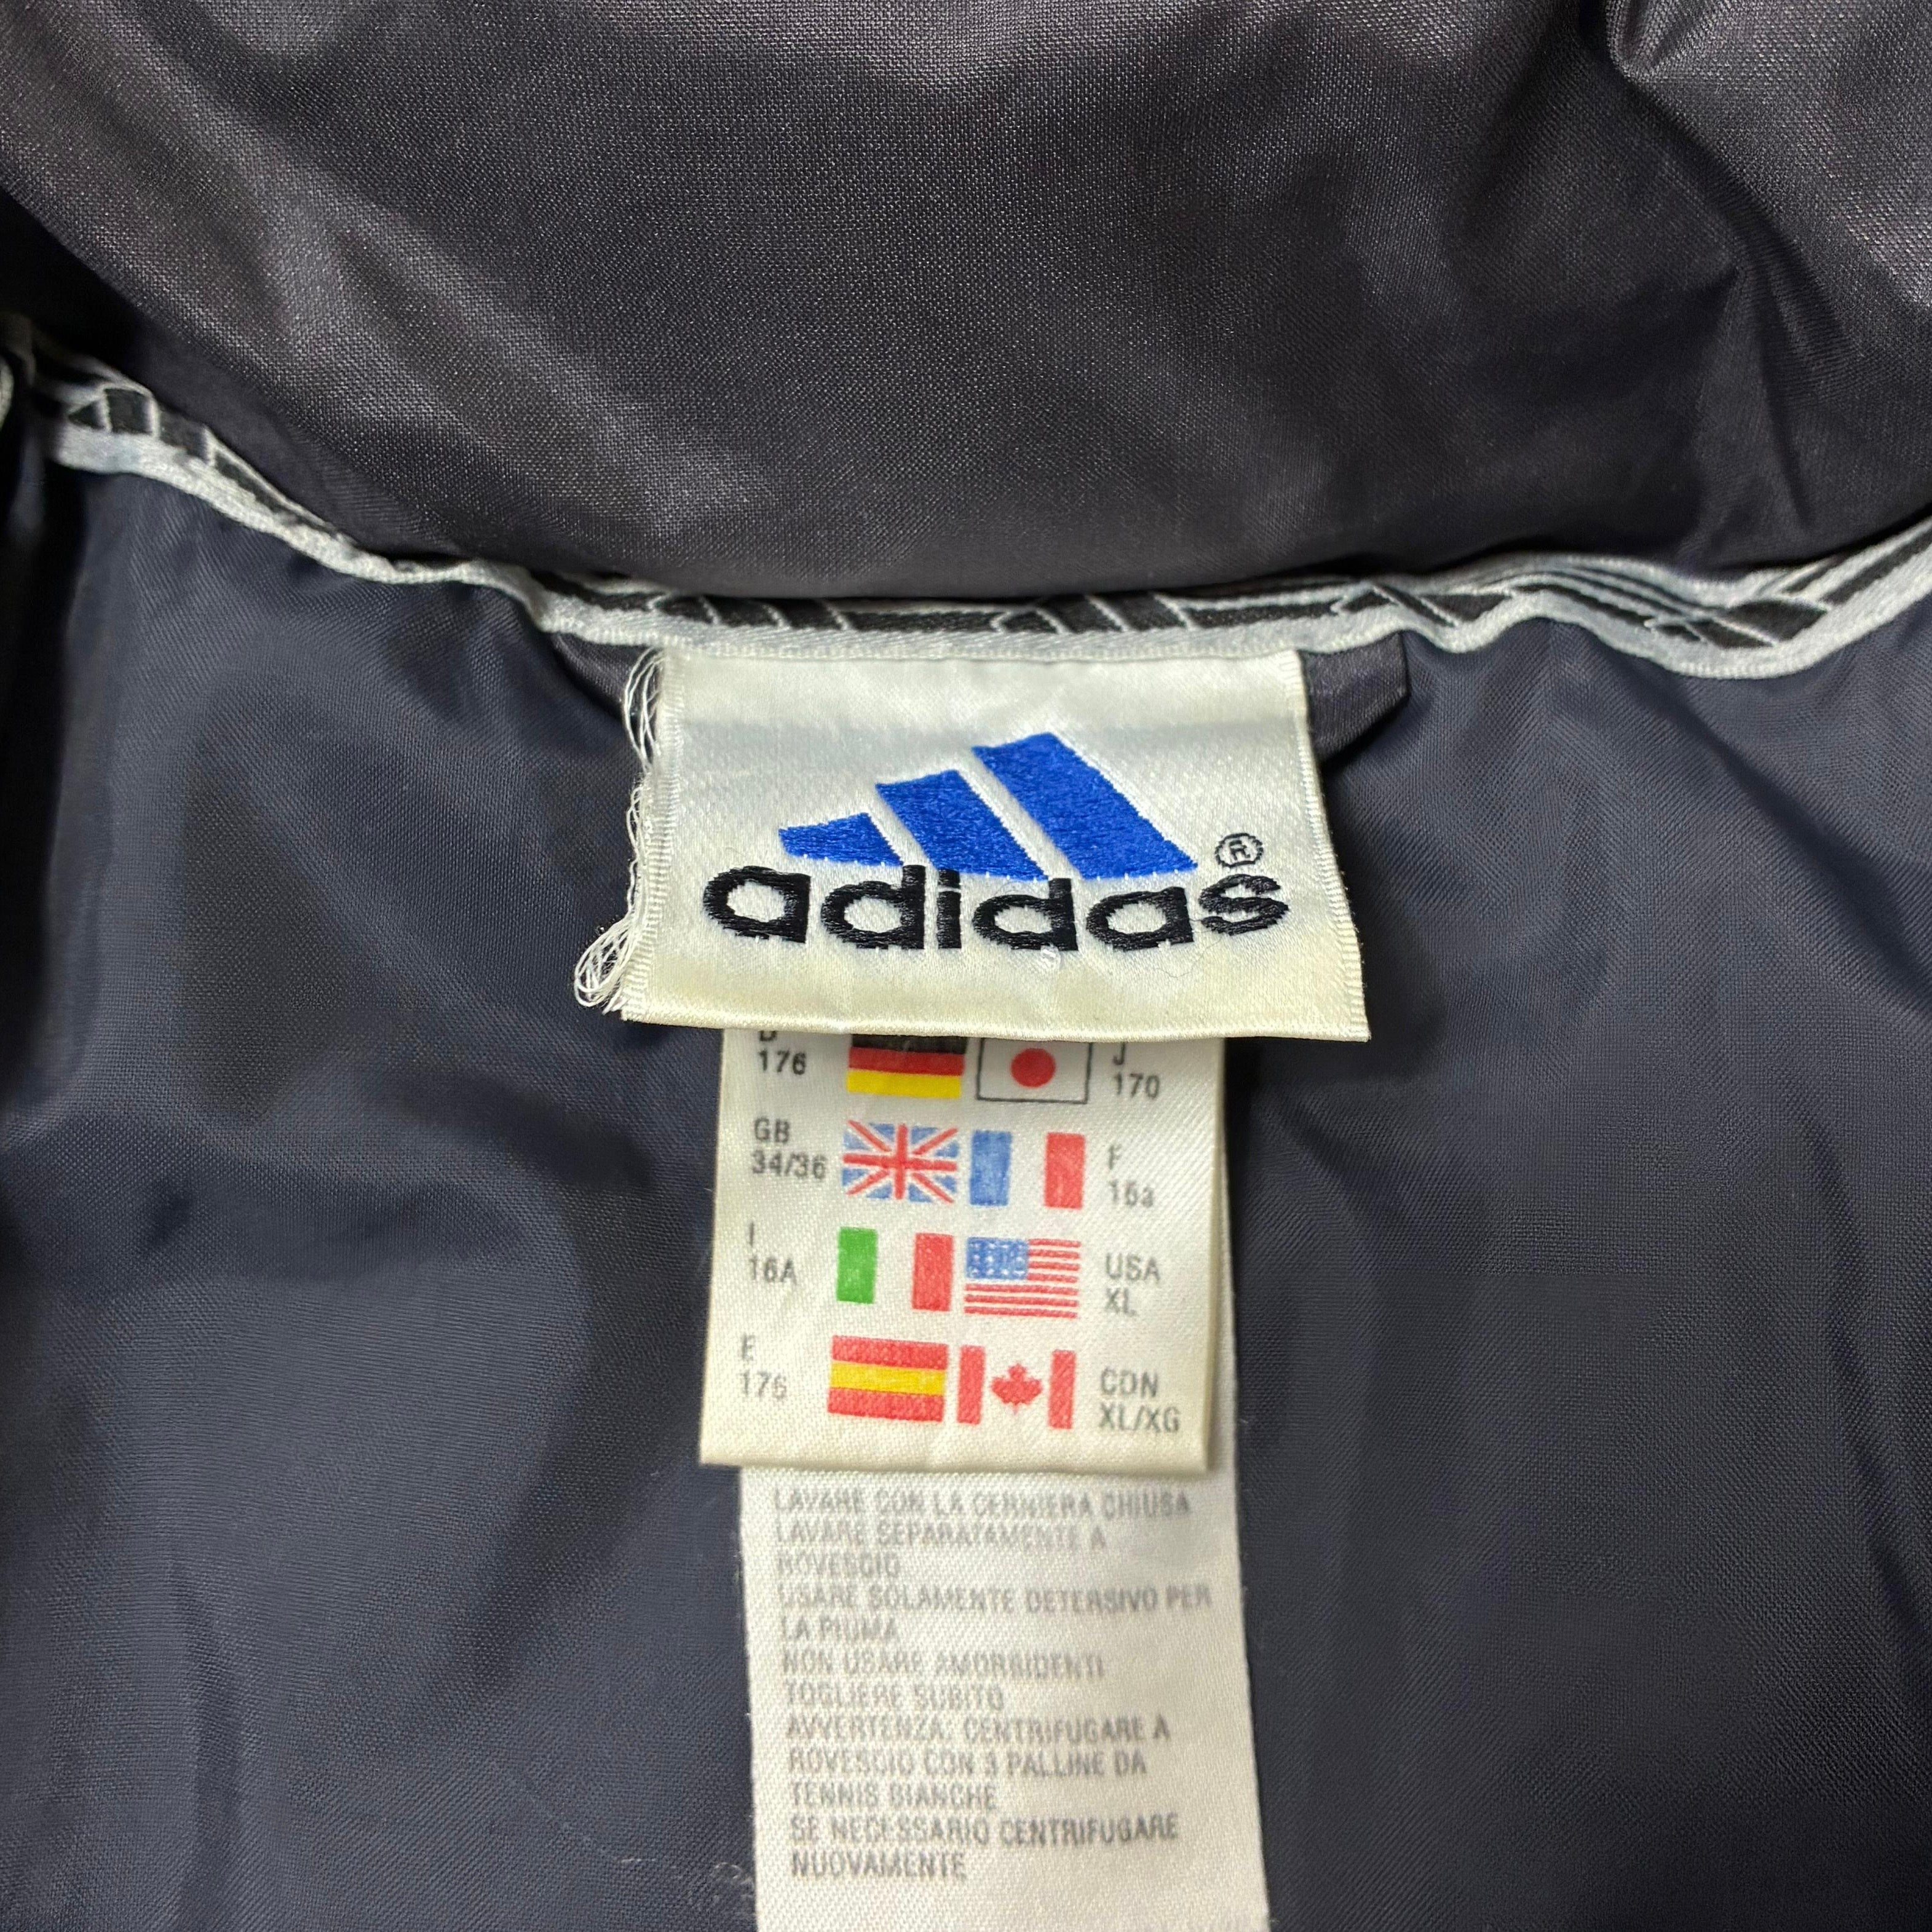 adidas®
D
176
J
170
GB
34/36
F
16a
I
16A
USA
XL
E
176
CDN
XL/XG
LAVARE CON LA CERNIERA CHIUSA
LAVARE SEPARATAMENTE A
ROVESCIO
USARE SOLAMENTE DETERSIVO PER
LA PIUMA
NON USARE AMORBIDENTI
TOGLIERE SUBITO
AVVERTENZA: CENTRIFUGARE A
ROVESCIO CON 3 PALLINE DA
TENNIS BIANCHE
SE NECESSARIO CENTRIFUGARE
NUOVAMENTE